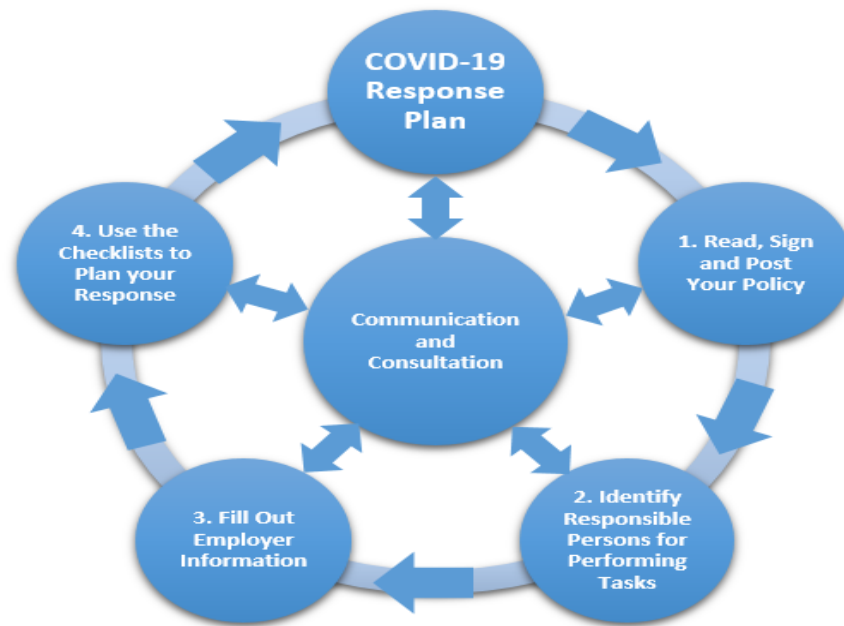 COVID-19
Response
Plan
1. Read, Sign
and Post
Your Policy
2. Identify
Responsible
Persons for
Performing
Tasks
3. Fill Out
Employer
Information
4. Use the
Checklists to
Plan your
Response
Communication
and
Consultation